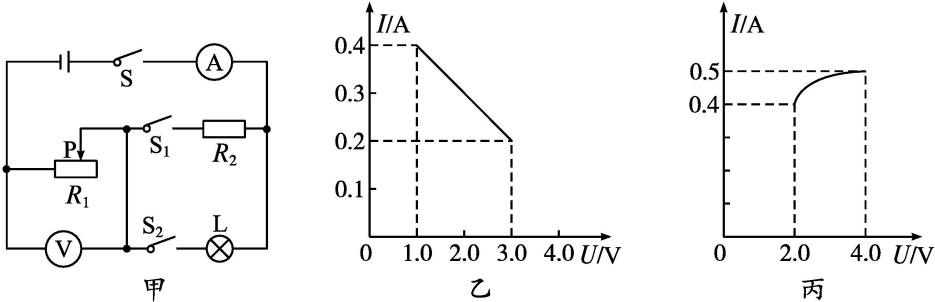 S
A
P
S₁
R₂
R₁
S₂
L
V
甲
I/A
0.4
0.3
0.2
0.1
0
1.0
2.0
3.0
4.0
U/V
乙
I/A
0.5
0.4
0
2.0
4.0
U/V
丙